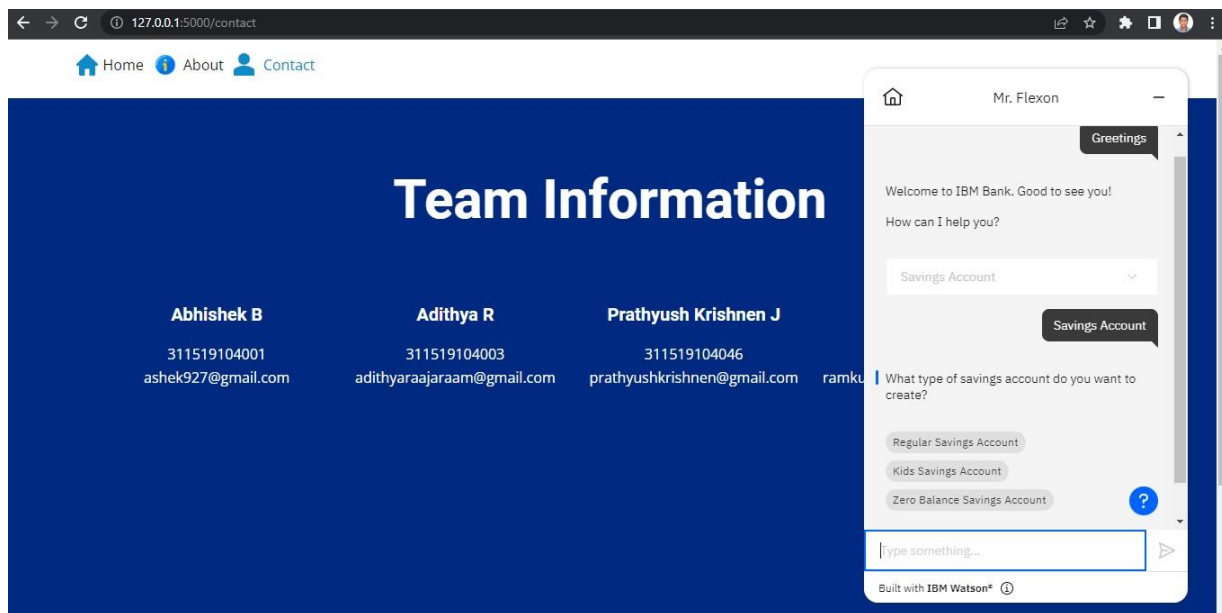 127.0.0.1:5000/contact
Home About Contact
Team Information
Abhishek B Adithya R Prathyush Krishnen J
311519104001 311519104003 311519104046
ashek927@gmail.com adithyaraajaraam@gmail.com prathyushkrishnen@gmail.com ramku
Mr. Flexon
Greetings
Welcome to IBM Bank. Good to see you!
How can I help you?
Savings Account
Savings Account
What type of savings account do you want to
create?
Regular Savings Account
Kids Savings Account
Zero Balance Savings Account
?
Type something...
Built with IBM Watson®